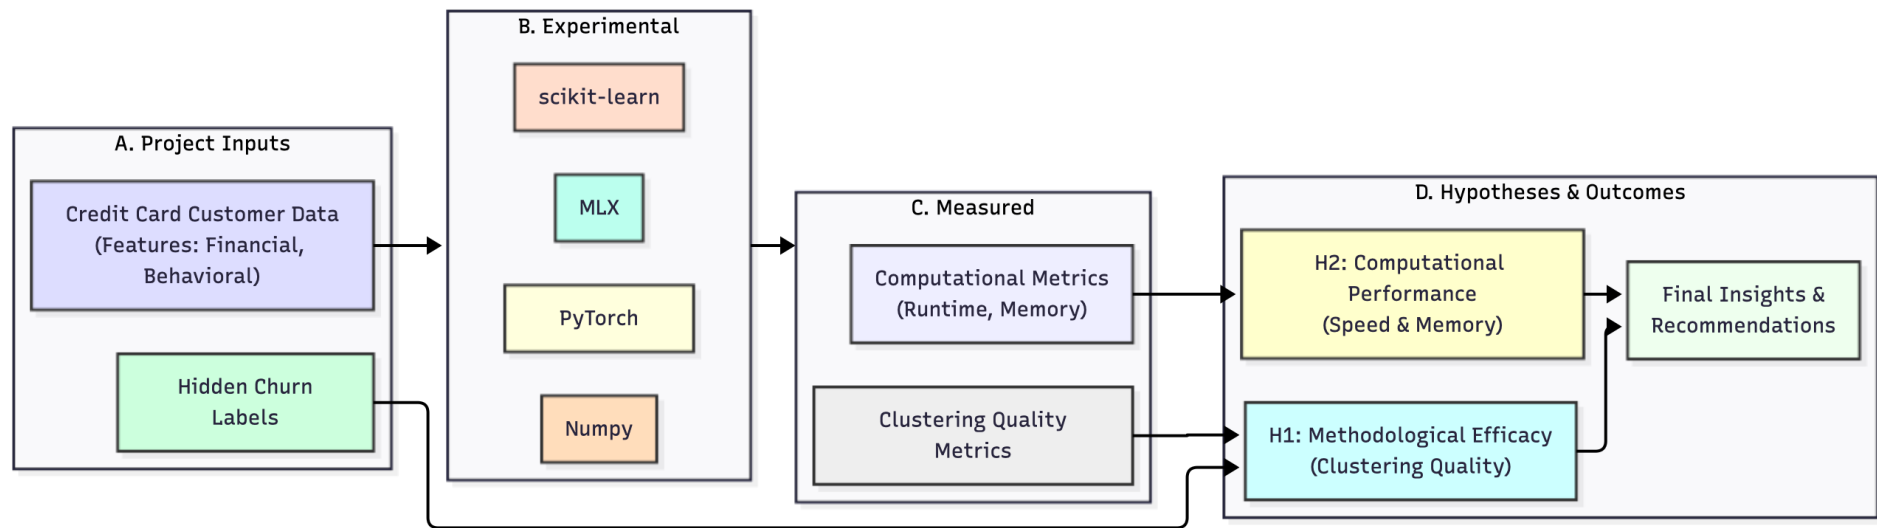 A. Project Inputs
Credit Card Customer Data
(Features: Financial,
Behavioral)
Hidden Churn
Labels
B. Experimental
scikit-learn
MLX
PyTorch
Numpy
C. Measured
Computational Metrics
(Runtime, Memory)
Clustering Quality
Metrics
D. Hypotheses & Outcomes
H2: Computational
Performance
(Speed & Memory)
H1: Methodological Efficacy
(Clustering Quality)
Final Insights &
Recommendations